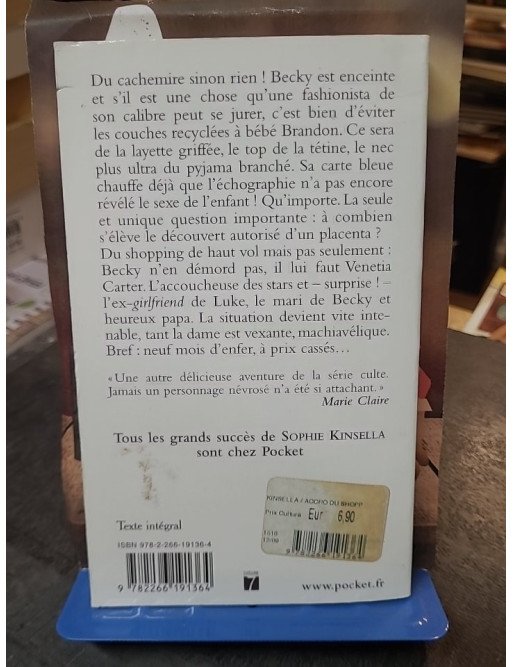 Du cachemire sinon rien ! Becky est enceinte
et s'il est une chose qu'une fashionista de
son calibre peut se jurer, c'est bien d'éviter
les couches recyclées à bébé Brandon. Ce sera
de la layette griffée, le top de la tétine, le nec
plus ultra du pyjama branché. Sa carte bleue
chauffe déjà que l'échographie n'a pas encore
révélé le sexe de l'enfant ! Qu'importe. La seule
et unique question importante : à combien
s'élève le découvert autorisé d'un placenta ?
Du shopping de haut vol mais pas seulement :
Becky n'en démord pas, il lui faut Venetia
Carter. L'accoucheuse des stars et – surprise ! –
l'ex-girlfriend de Luke, le mari de Becky et
heureux papa. La situation devient vite inte-
nable, tant la dame est vexante, machiavélique.
Bref : neuf mois d'enfer, à prix cassés…
« Une autre délicieuse aventure de la série culte.
Jamais un personnage névrosé n'a été si attachant. »
Marie Claire
Tous les grands succès de SOPHIE KINSELLA
sont chez Pocket
KINSELLA / ACCRO DU SHOPP
Prix Cultura Eur 6,90
Texte intégral
ISBN 978-2-266-19136-4
9 782266 191364
7
www.pocket.fr